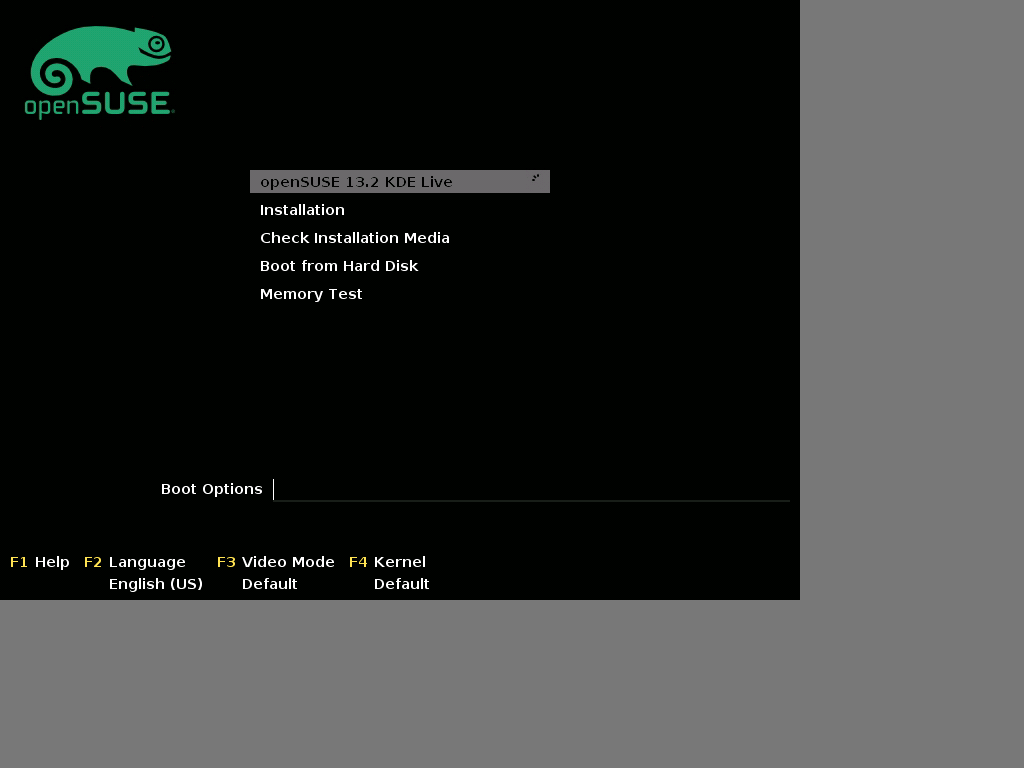 openSUSE
openSUSE 13.2 KDE Live
Installation
Check Installation Media
Boot from Hard Disk
Memory Test
Boot Options
F1 Help F2 Language F3 Video Mode F4 Kernel
English (US) Default Default